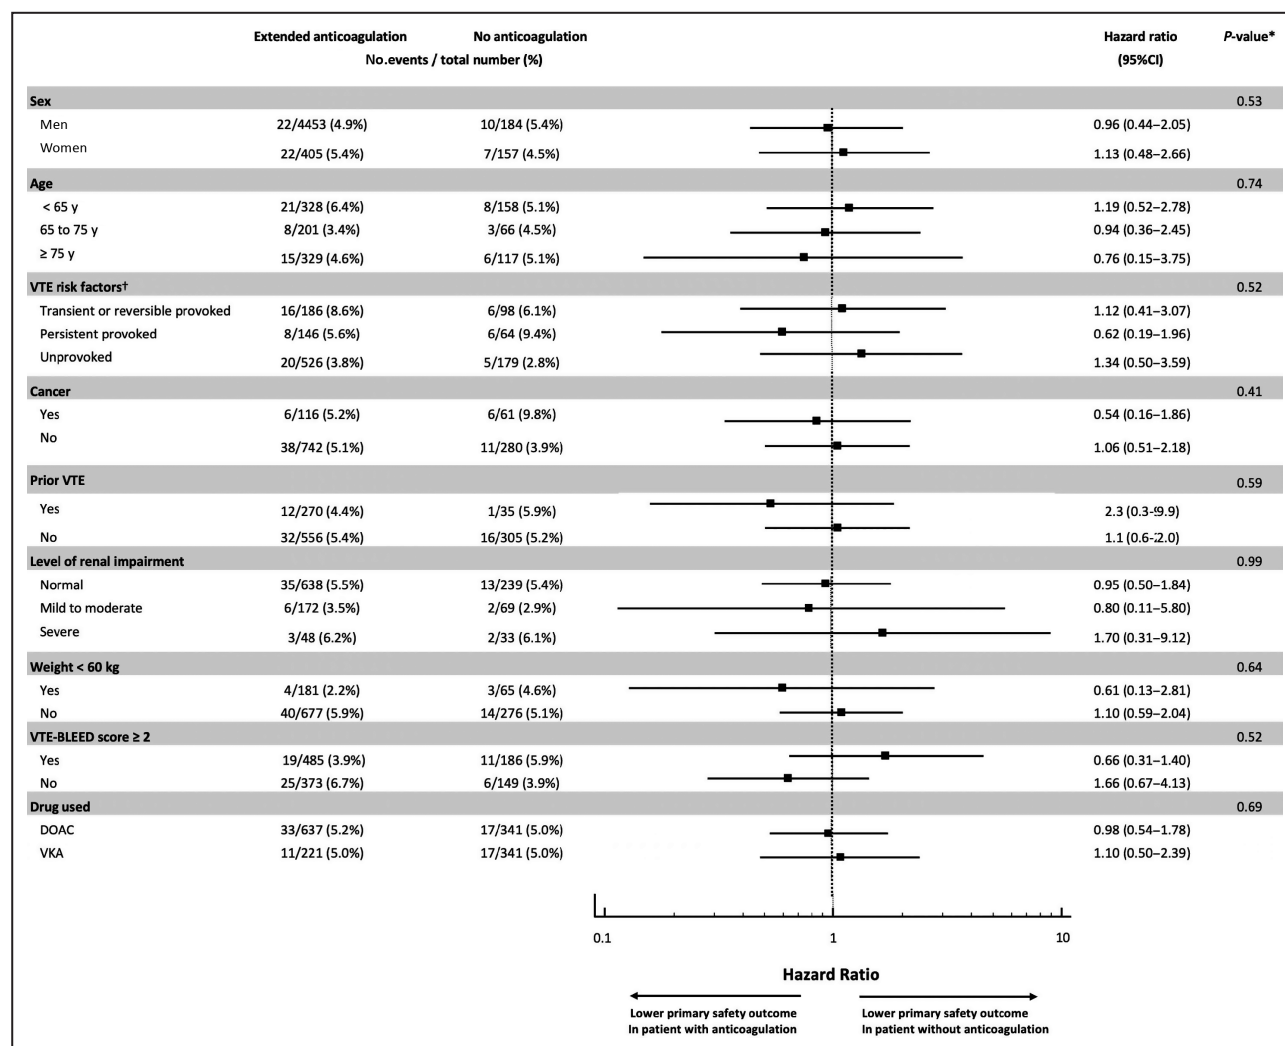 Extended anticoagulation No anticoagulation Hazard ratio P-value*
No.events / total number (%) (95%CI)
Sex 0.53
Men 22/4453 (4.9%) 10/184 (5.4%) 0.96 (0.44–2.05)
Women 22/405 (5.4%) 7/157 (4.5%) 1.13 (0.48–2.66)
Age 0.74
< 65 y 21/328 (6.4%) 8/158 (5.1%) 1.19 (0.52–2.78)
65 to 75 y 8/201 (3.4%) 3/66 (4.5%) 0.94 (0.36–2.45)
≥ 75 y 15/329 (4.6%) 6/117 (5.1%) 0.76 (0.15–3.75)
VTE risk factors† 0.52
Transient or reversible provoked 16/186 (8.6%) 6/98 (6.1%) 1.12 (0.41–3.07)
Persistent provoked 8/146 (5.6%) 6/64 (9.4%) 0.62 (0.19–1.96)
Unprovoked 20/526 (3.8%) 5/179 (2.8%) 1.34 (0.50–3.59)
Cancer 0.41
Yes 6/116 (5.2%) 6/61 (9.8%) 0.54 (0.16–1.86)
No 38/742 (5.1%) 11/280 (3.9%) 1.06 (0.51–2.18)
Prior VTE 0.59
Yes 12/270 (4.4%) 1/35 (5.9%) 2.3
No 32/556 (5.4%) 16/305 (5.2%) 1.1
Level of renal impairment 0.99
Normal 35/638 (5.5%) 13/239 (5.4%) 0.95 (0.50–1.84)
Mild to moderate 6/172 (3.5%) 2/69 (2.9%) 0.80 (0.11–5.80)
Severe 3/48 (6.2%) 2/33 (6.1%) 1.70 (0.31–9.12)
Weight < 60 kg 0.64
Yes 4/181 (2.2%) 3/65 (4.6%) 0.61 (0.13–2.81)
No 40/677 (5.9%) 14/276 (5.1%) 1.10 (0.59–2.04)
VTE-BLEED score ≥ 2 0.52
Yes 19/485 (3.9%) 11/186 (5.9%) 0.66 (0.31–1.40)
No 25/373 (6.7%) 6/149 (3.9%) 1.66 (0.67–4.13)
Drug used 0.69
DOAC 33/637 (5.2%) 17/341 (5.0%) 0.98 (0.54–1.78)
VKA 11/221 (5.0%) 17/341 (5.0%) 1.10 (0.50–2.39)
0.1 1 10
Hazard Ratio
Lower primary safety outcome Lower primary safety outcome
In patient with anticoagulation In patient without anticoagulation